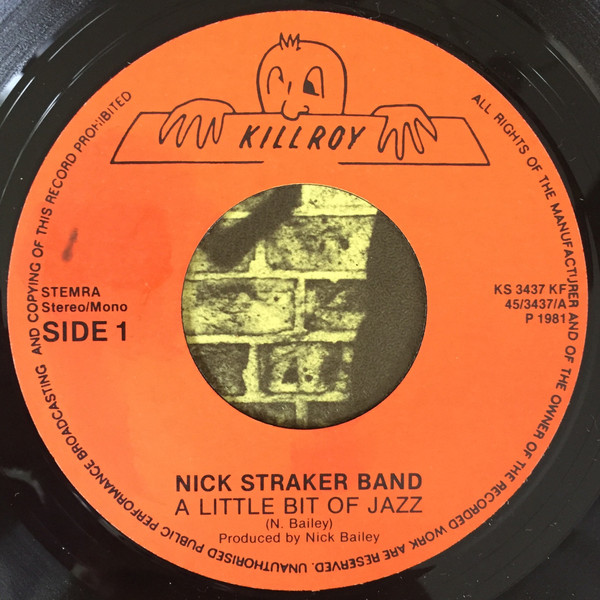 KILLROY
ALL RIGHTS OF THE MANUFACTURER AND OF THE OWNER OF THE RECORDED WORK ARE RESERVED. UNAUTHORISED PUBLIC PERFORMANCE BROADCASTING AND COPYING OF THIS RECORD PROHIBITED
STEMRA
Stereo/Mono
SIDE 1
KS 3437 KF
45/3437/A
P 1981
NICK STRAKER BAND
A LITTLE BIT OF JAZZ
(N. Bailey)
Produced by Nick Bailey